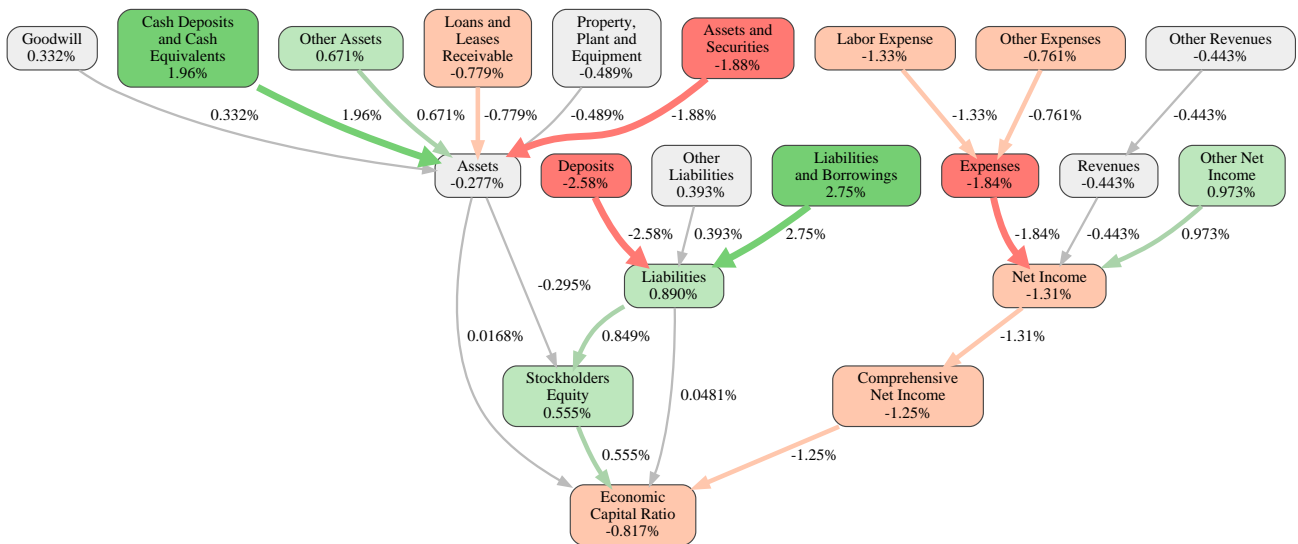 Goodwill
0.332%
Cash Deposits
and Cash
Equivalents
1.96%
Other Assets
0.671%
Loans and
Leases
Receivable
-0.779%
Property,
Plant and
Equipment
-0.489%
Assets and
Securities
-1.88%
Labor Expense
-1.33%
Other Expenses
-0.761%
Other Revenues
-0.443%
0.332%
1.96%
0.671%
-0.779%
-0.489%
-1.88%
-1.33%
-0.761%
-0.443%
Assets
-0.277%
Deposits
-2.58%
Other
Liabilities
0.393%
Liabilities
and Borrowings
2.75%
Expenses
-1.84%
Revenues
-0.443%
Other Net
Income
0.973%
-2.58%
0.393%
2.75%
-1.84%
-0.443%
0.973%
-0.295%
Liabilities
0.890%
Net Income
-1.31%
0.0168%
0.849%
-1.31%
Stockholders
Equity
0.555%
0.0481%
Comprehensive
Net Income
-1.25%
0.555%
-1.25%
Economic
Capital Ratio
-0.817%